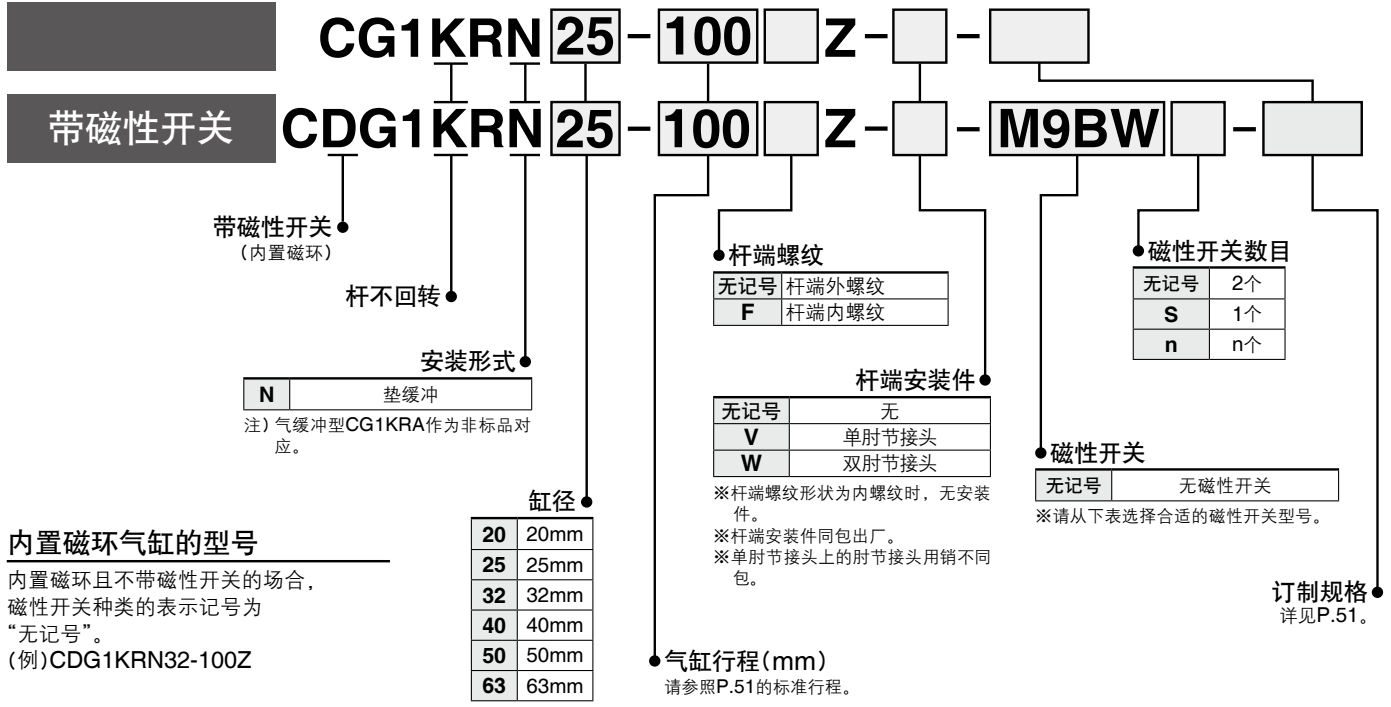 CG1KRN 25 - 100 Z - -
带磁性开关 CDG1KRN 25 - 100 Z - - M9BW -
带磁性开关
(内置磁环)
杆不回转
安装形式
N 垫缓冲
注) 气缓冲型CG1KRA作为非标品对
应。
缸径
20 20mm
25 25mm
32 32mm
40 40mm
50 50mm
63 63mm
内置磁环气缸的型号
内置磁环且不带磁性开关的场合，
磁性开关种类的表示记号为
“无记号”。
(例)CDG1KRN32-100Z
气缸行程(mm)
请参照P.51的标准行程。
杆端螺纹
无记号 杆端外螺纹
F 杆端内螺纹
杆端安装件
无记号 无
V 单肘节接头
W 双肘节接头
※杆端螺纹形状为内螺纹时，无安装
件。
※杆端安装件同包出厂。
※单肘节接头上的肘节接头用销不同
包。
磁性开关数目
无记号 2个
S 1个
n n个
磁性开关
无记号 无磁性开关
※请从下表选择合适的磁性开关型号。
订制规格
详见P.51。